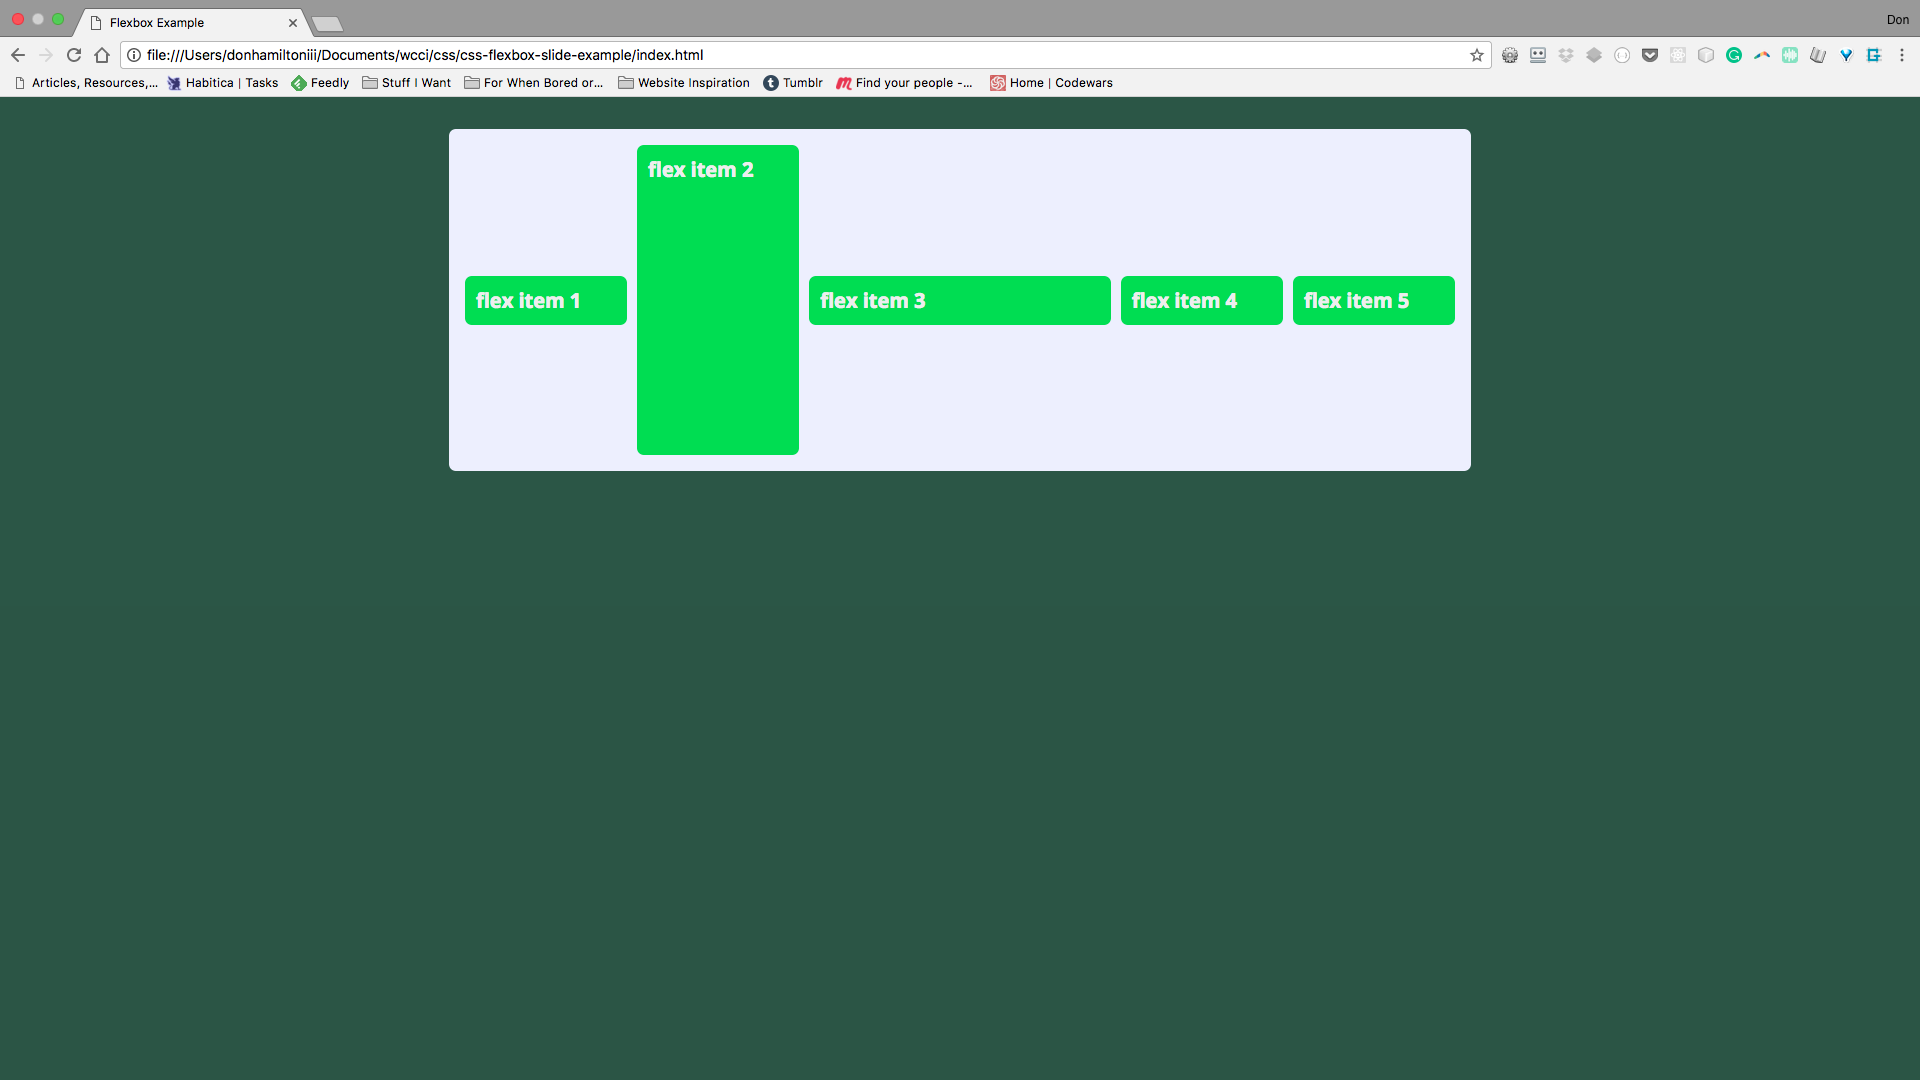 Flexbox Example
Don
file:///Users/donhamiltoniii/Documents/wcci/css/css-flexbox-slide-example/index.html
Articles, Resources,... Habitica | Tasks Feedly Stuff I Want For When Bored or... Website Inspiration Tumblr Find your people -... Home | Codewars
flex item 2
flex item 1 flex item 3 flex item 4 flex item 5